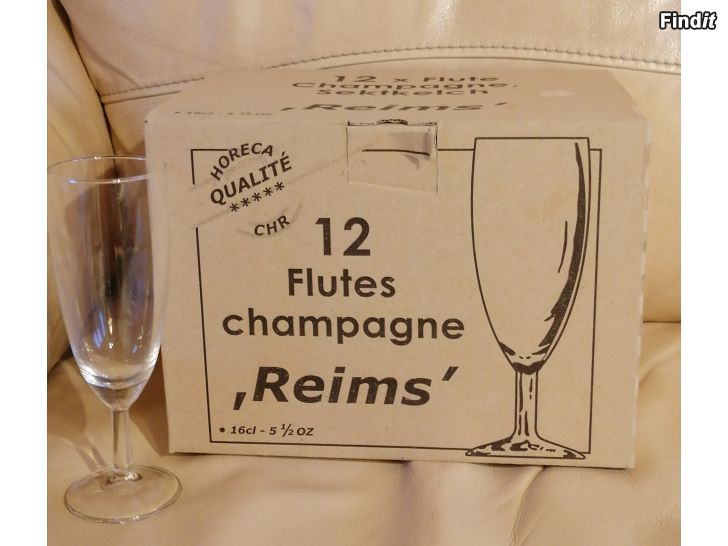 Findit
12 x Flute
Champagne,
Sektkelch
‚Reims’
HORECA
QUALITÉ
*****
CHR
12
Flutes
champagne
‚Reims’
• 16cl - 5 ½ OZ